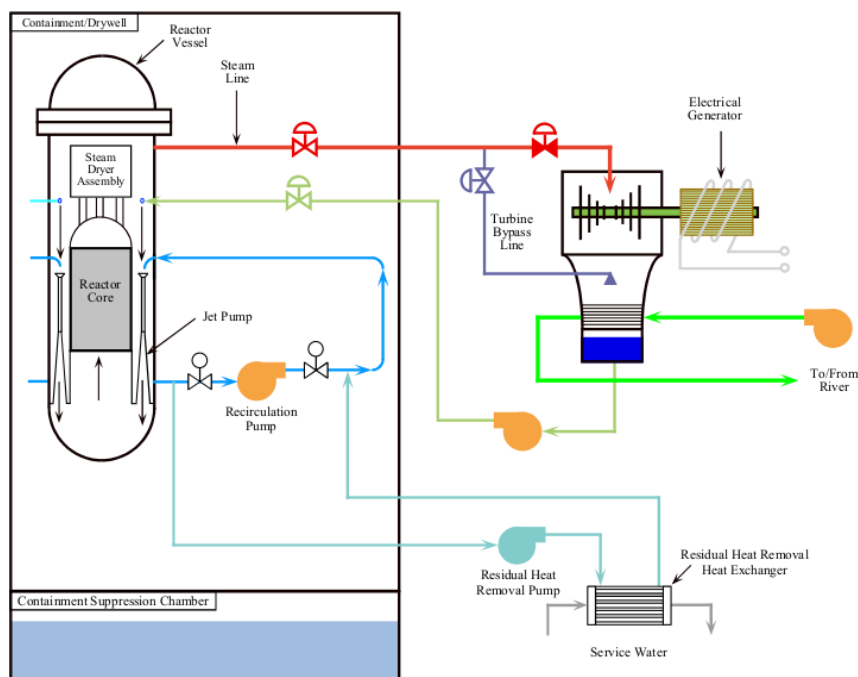 Containment/Drywell
Reactor
Vessel
Steam
Line
Electrical
Generator
Steam
Dryer
Assembly
Turbine
Bypass
Line
Reactor
Core
Jet Pump
To/From
River
Recirculation
Pump
Residual Heat
Removal Pump
Residual Heat Removal
Heat Exchanger
Containment Suppression Chamber
Service Water